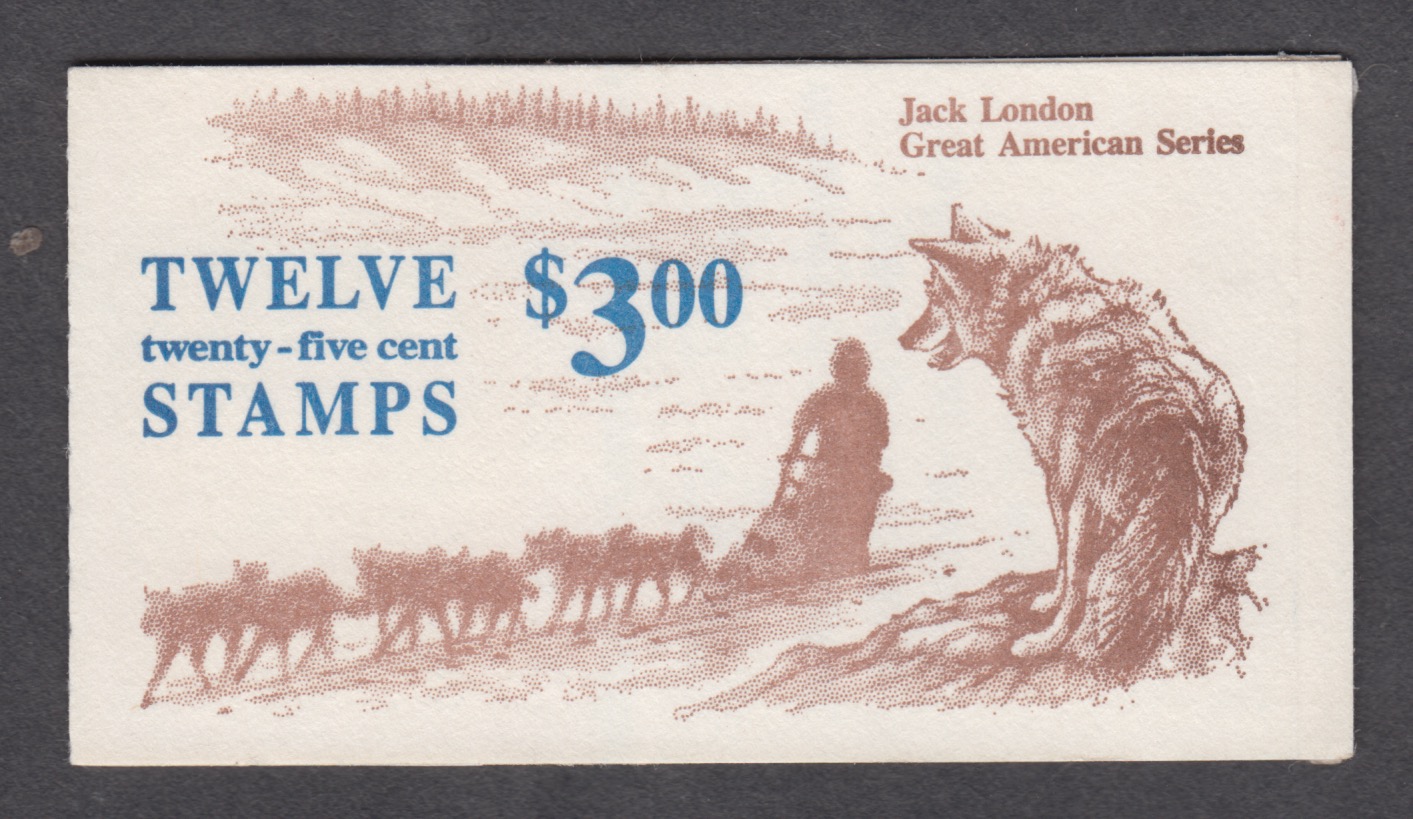 Jack London
Great American Series
TWELVE
twenty-five cent
STAMPS
$3.00